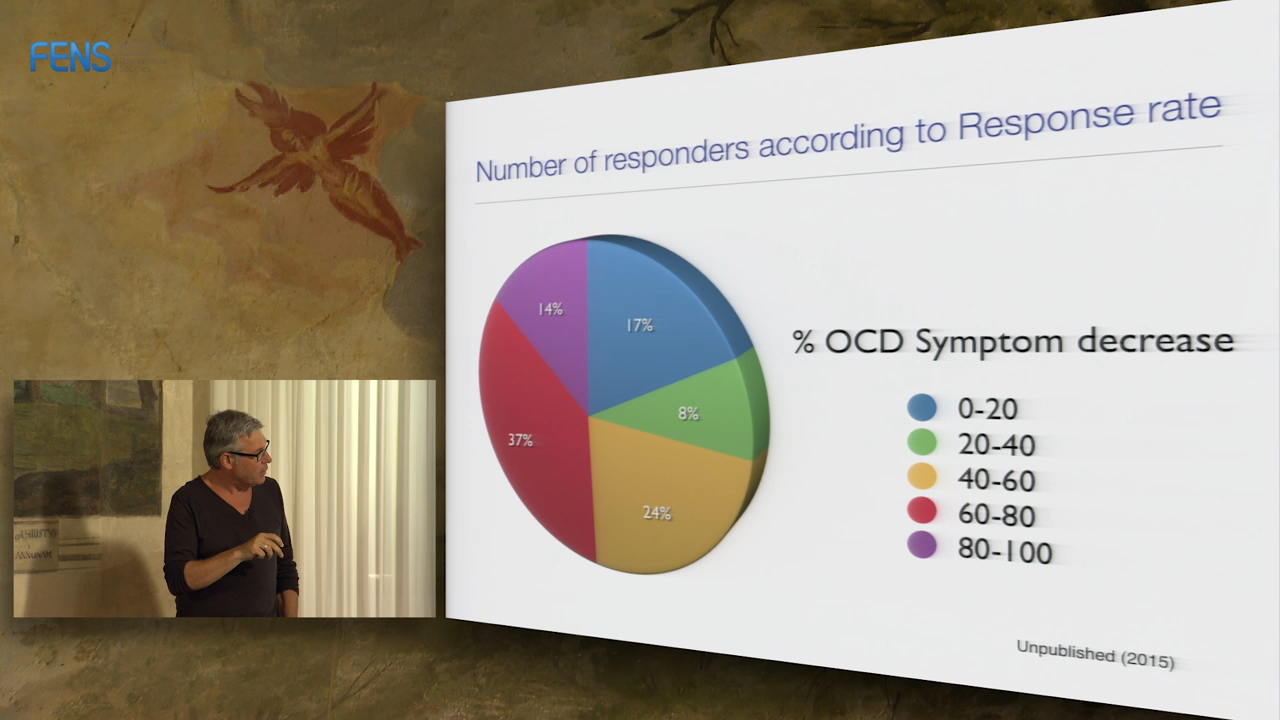 FENS
Number of responders according to Response rate
14%
17%
8%
37%
24%
% OCD Symptom decrease
0-20
20-40
40-60
60-80
80-100
Unpublished (2015)